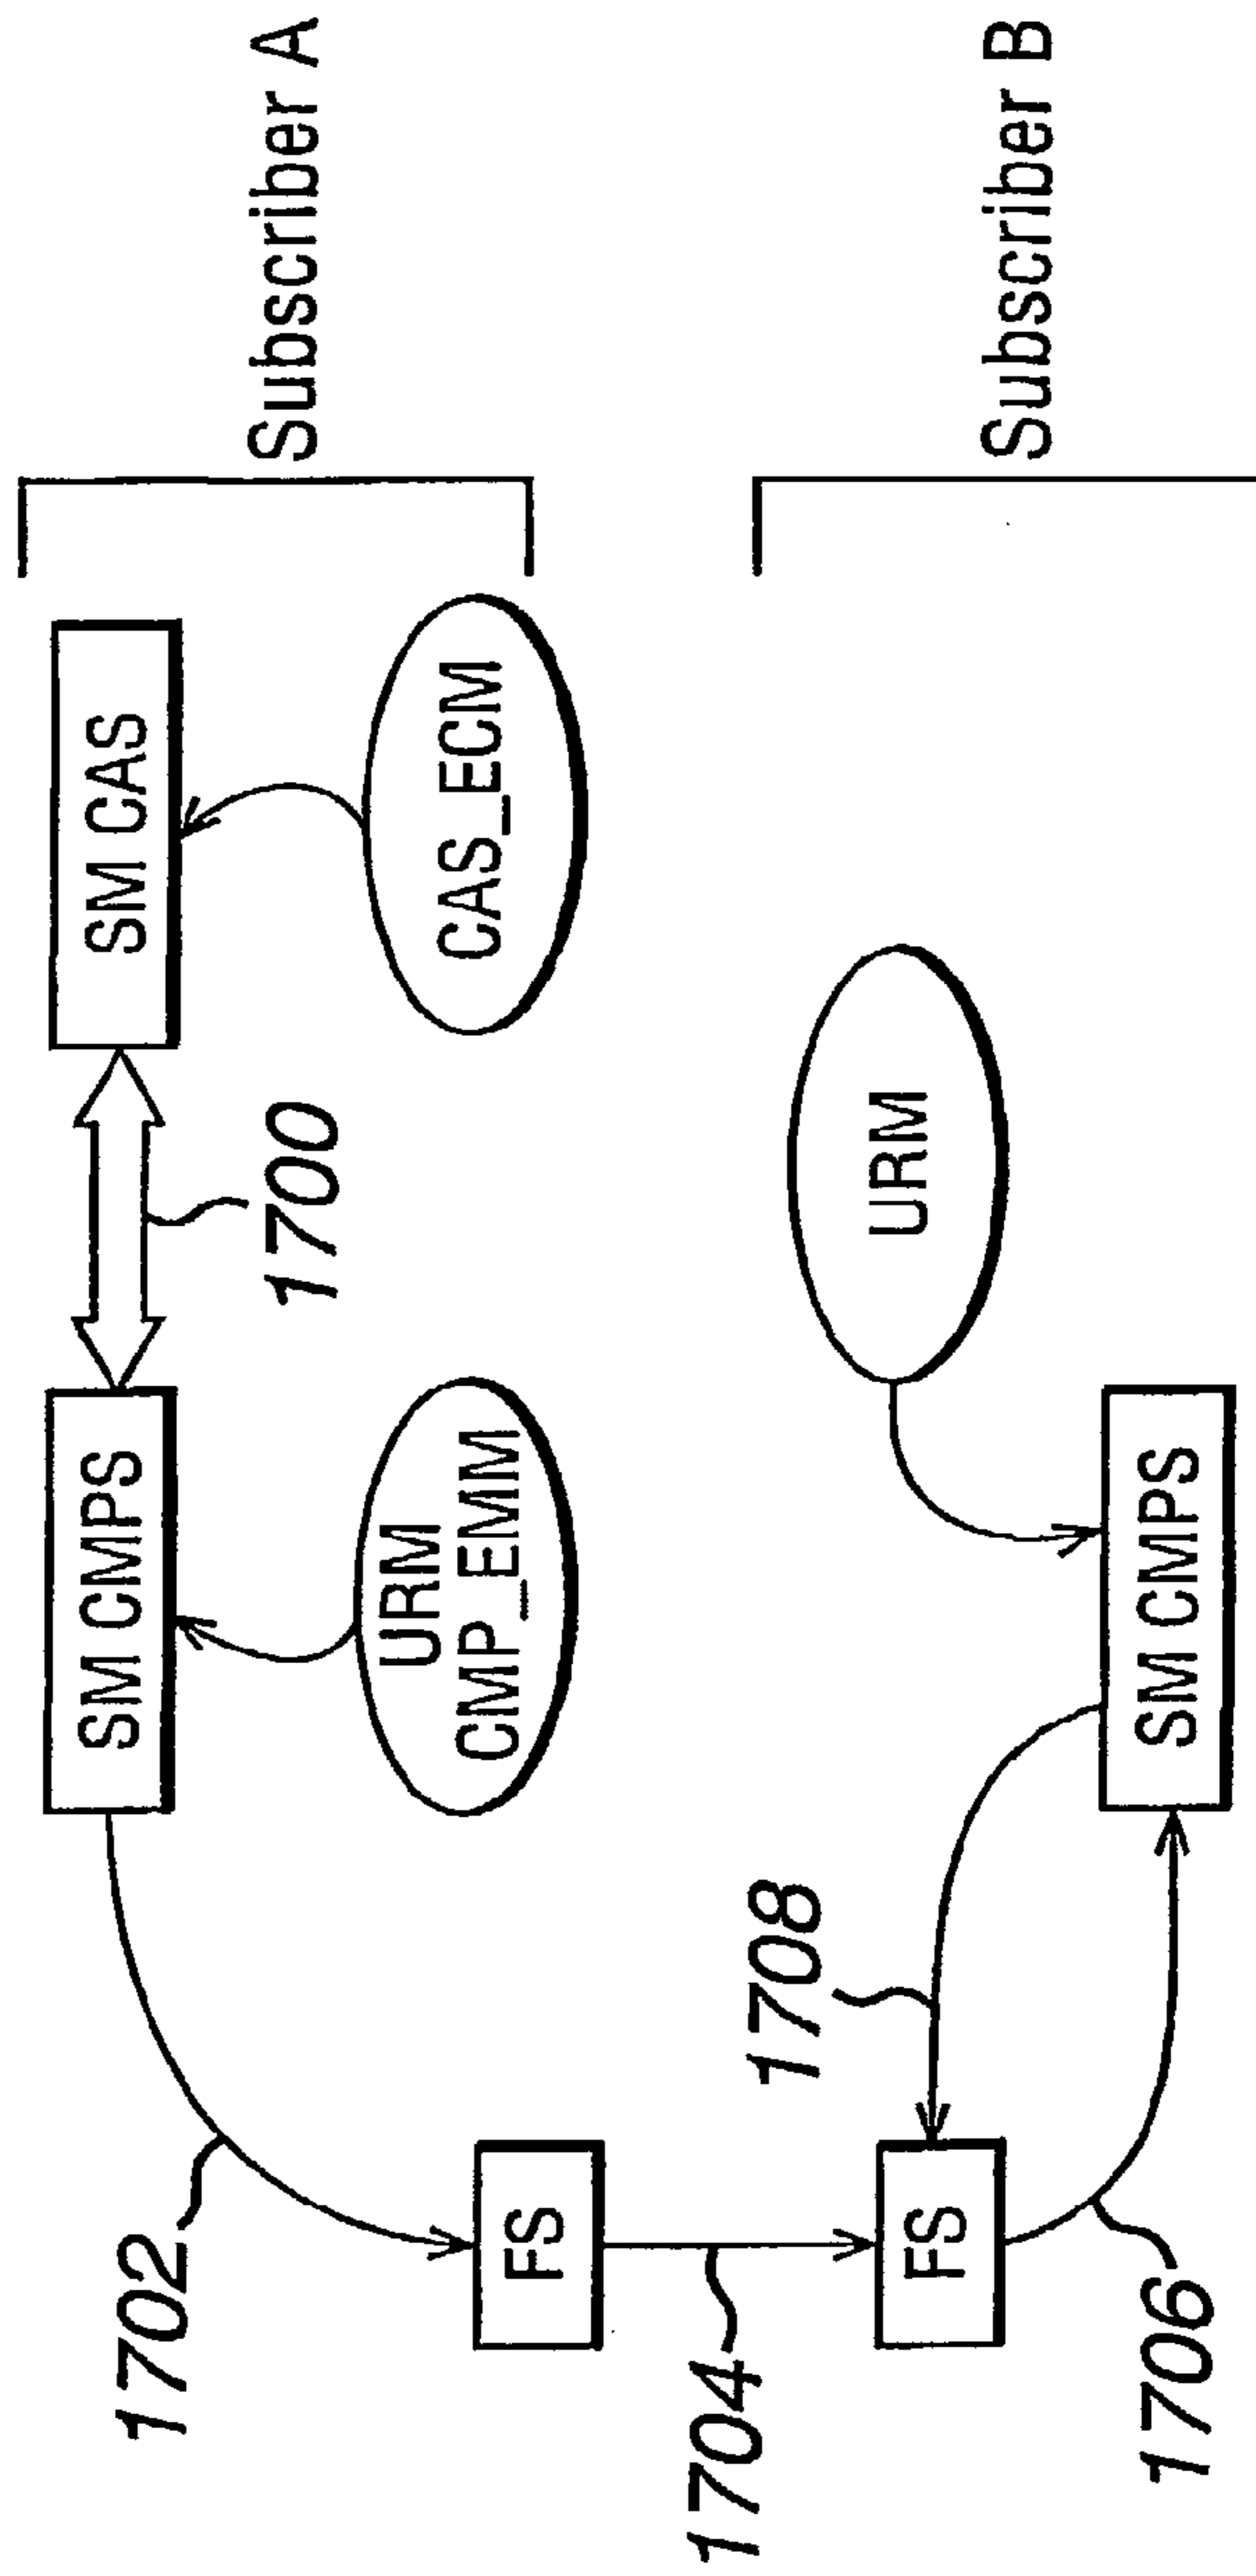 SM CMPS
SM CAS
Subscriber A
1700
1702
URM
CMP_EMM
CAS_ECM
FS
1704
1708
URM
FS
Subscriber B
1706
SM CMPS